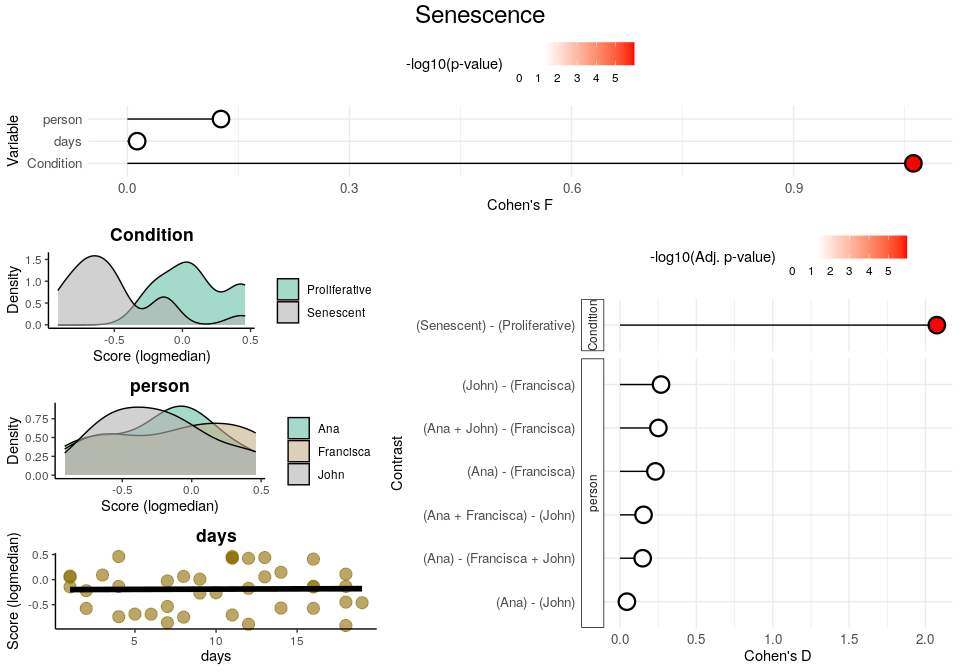 Senescence
-log10(p-value)
0 1 2 3 4 5
Variable
person
days
Condition
0.0 0.3 0.6 0.9
Cohen's F
Condition
Density
1.5
1.0
0.5
0.0
-0.5 0.0 0.5
Score (logmedian)
Proliferative
Senescent
person
Density
0.75
0.50
0.25
0.00
-0.5 0.0 0.5
Score (logmedian)
Ana
Francisca
John
days
Score (logmedian)
0.5
0.0
-0.5
5 10 15
days
-log10(Adj. p-value)
0 1 2 3 4 5
Contrast
(Senescent) - (Proliferative)
Condition
(John) - (Francisca)
(Ana + John) - (Francisca)
(Ana) - (Francisca)
(Ana + Francisca) - (John)
(Ana) - (Francisca + John)
(Ana) - (John)
person
0.0 0.5 1.0 1.5 2.0
Cohen's D